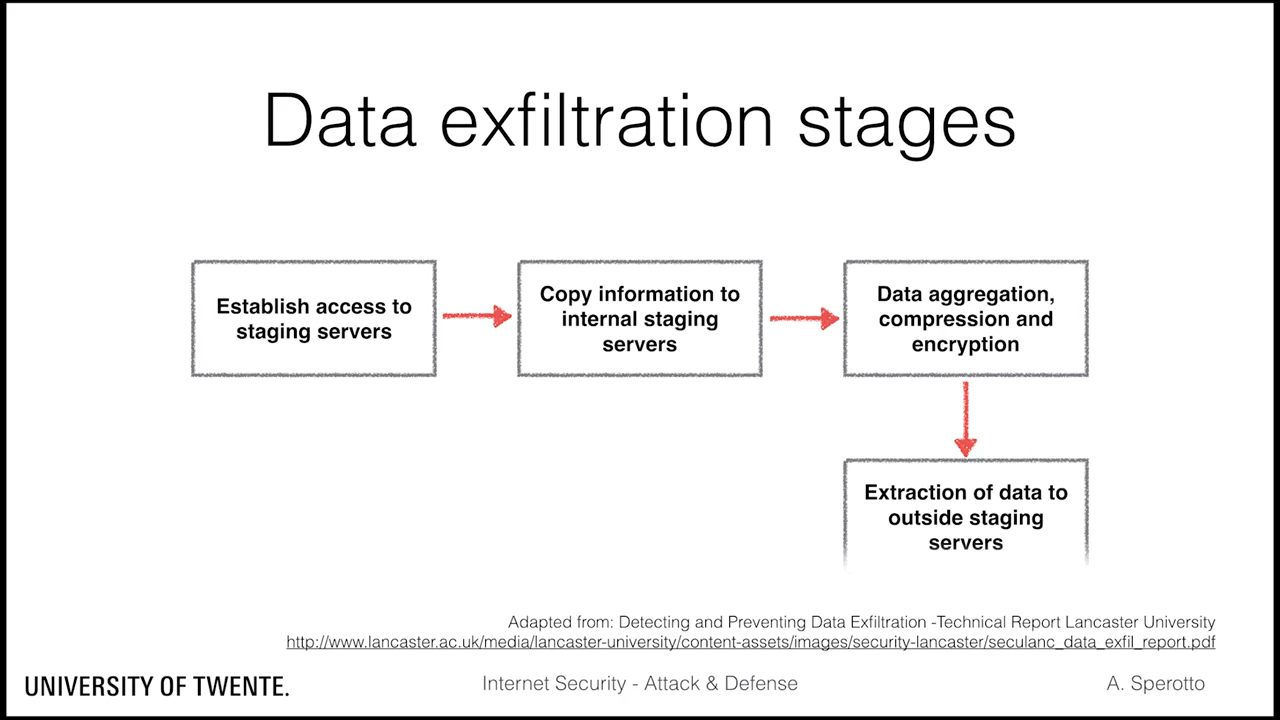 Data exfiltration stages
Establish access to
staging servers
Copy information to
internal staging
servers
Data aggregation,
compression and
encryption
Extraction of data to
outside staging
servers
Adapted from: Detecting and Preventing Data Exfiltration -Technical Report Lancaster University
http://www.lancaster.ac.uk/media/lancaster-university/content-assets/images/security-lancaster/seculanc_data_exfil_report.pdf
UNIVERSITY OF TWENTE.
Internet Security - Attack & Defense
A. Sperotto